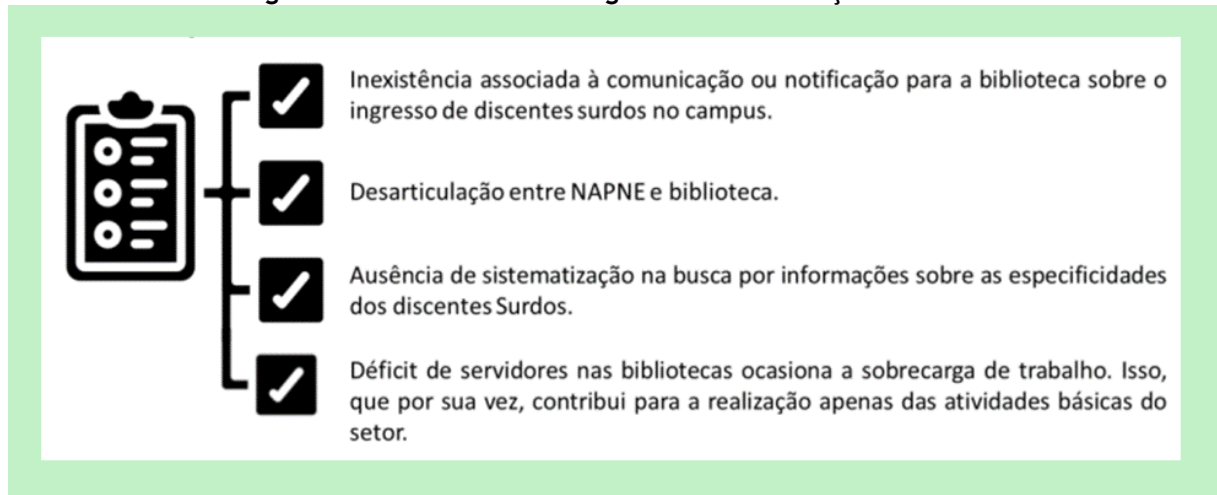 Inexistência associada à comunicação ou notificação para a biblioteca sobre o
ingresso de discentes surdos no campus.
Desarticulação entre NAPNE e biblioteca.
Ausência de sistematização na busca por informações sobre as especificidades
dos discentes Surdos.
Déficit de servidores nas bibliotecas ocasiona a sobrecarga de trabalho. Isso,
que por sua vez, contribui para a realização apenas das atividades básicas do
setor.